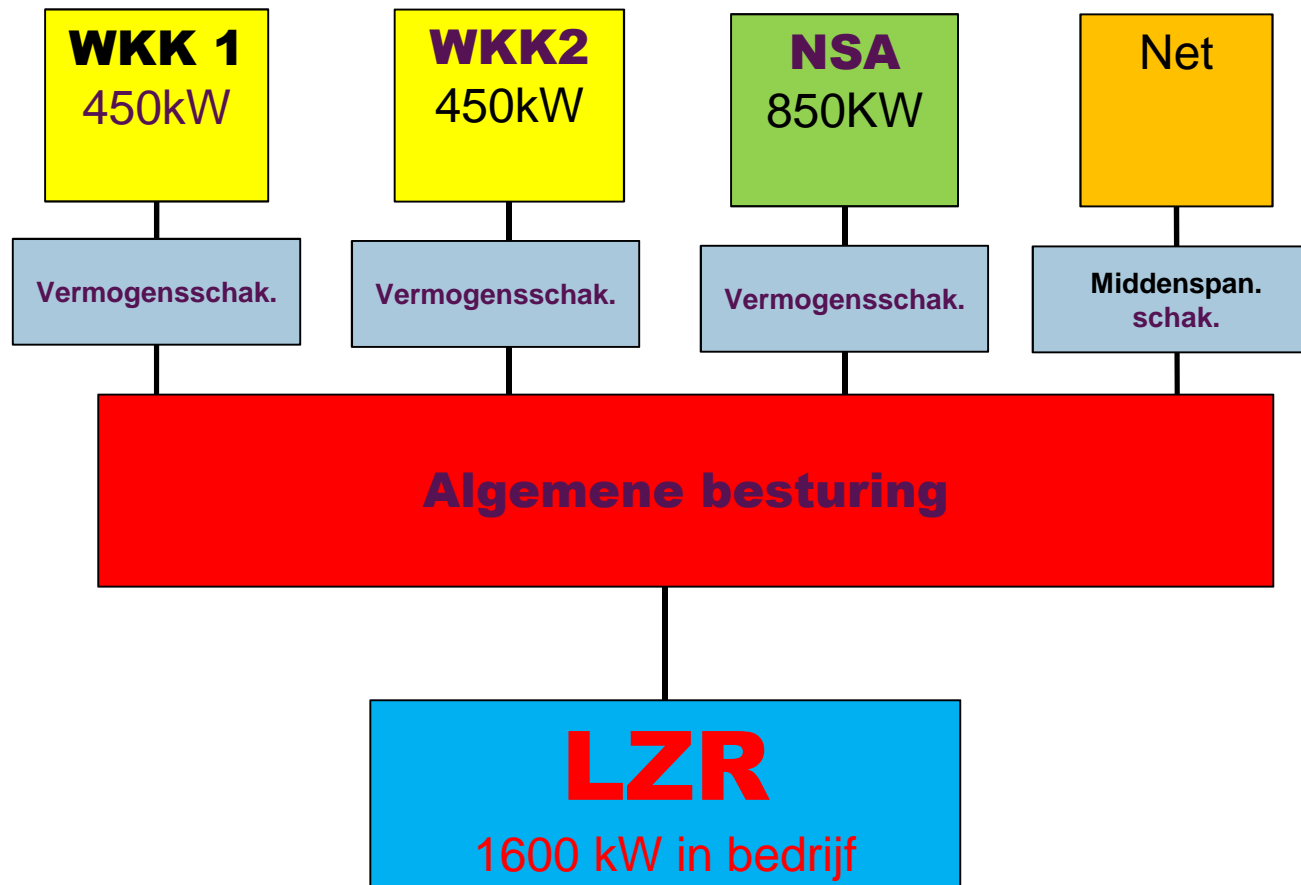 WKK 1
450kW
WKK2
450kW
NSA
850KW
Net
Vermogensschak.
Vermogensschak.
Vermogensschak.
Middenspan.
schak.
Algemene besturing
LZR
1600 kW in bedrijf